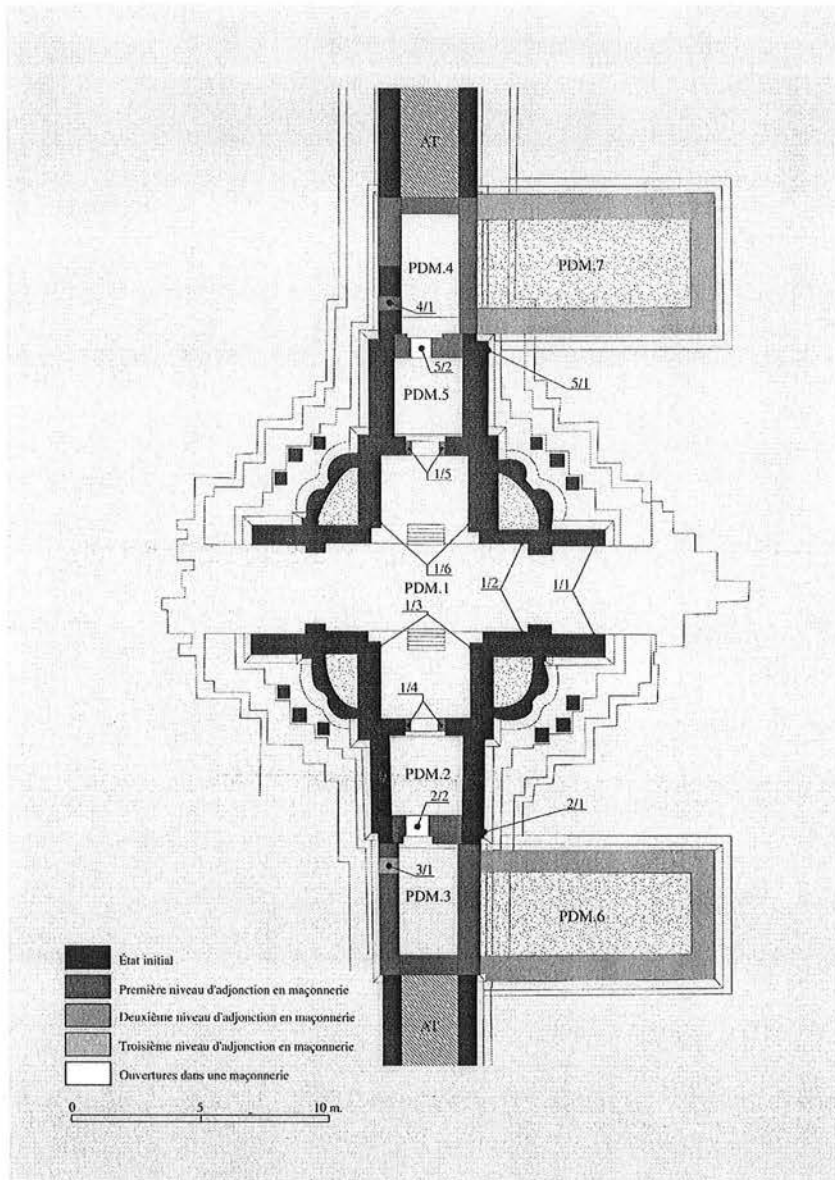 AT
PDM.4
PDM.7
4/1
5/2
5/1
PDM.5
1/5
1/6
1/2
1/1
PDM.1
1/3
1/4
PDM.2
2/2
2/1
3/1
PDM.3
PDM.6
État initial
Première niveau d'adjonction en maçonnerie
Deuxième niveau d'adjonction en maçonnerie
Troisième niveau d'adjonction en maçonnerie
Ouvertures dans une maçonnerie
AT
0 5 10 m.